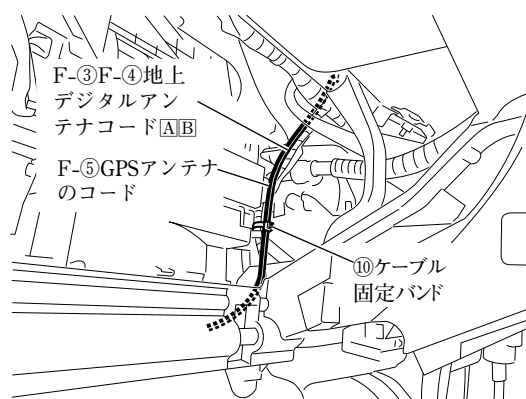 F-③F-④地上
デジタルアン
テナコード🄰🄱
F-⑤GPSアンテナ
のコード
⑩ケーブル
固定バンド